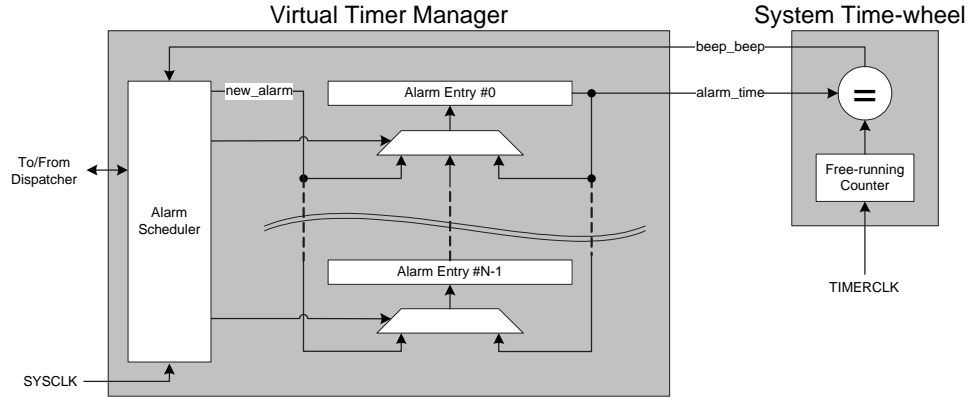 Virtual Timer Manager
System Time-wheel
beep_beep
new_alarm
Alarm Entry #0
alarm_time
=
To/From
Dispatcher
Alarm
Scheduler
Free-running
Counter
Alarm Entry #N-1
TIMERCLK
SYSCLK